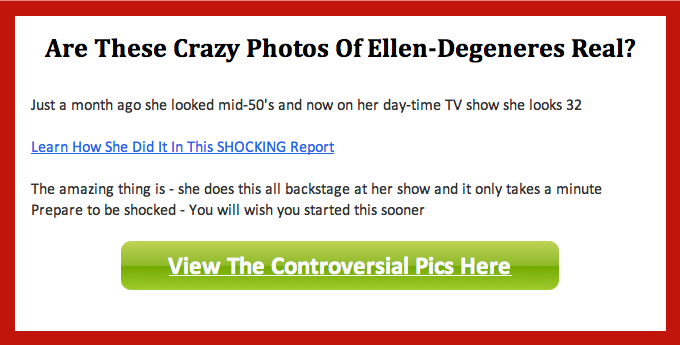 Are These Crazy Photos Of Ellen-Degeneres Real?
Just a month ago she looked mid-50's and now on her day-time TV show she looks 32
Learn How She Did It In This SHOCKING Report
The amazing thing is - she does this all backstage at her show and it only takes a minute
Prepare to be shocked - You will wish you started this sooner
View The Controversial Pics Here